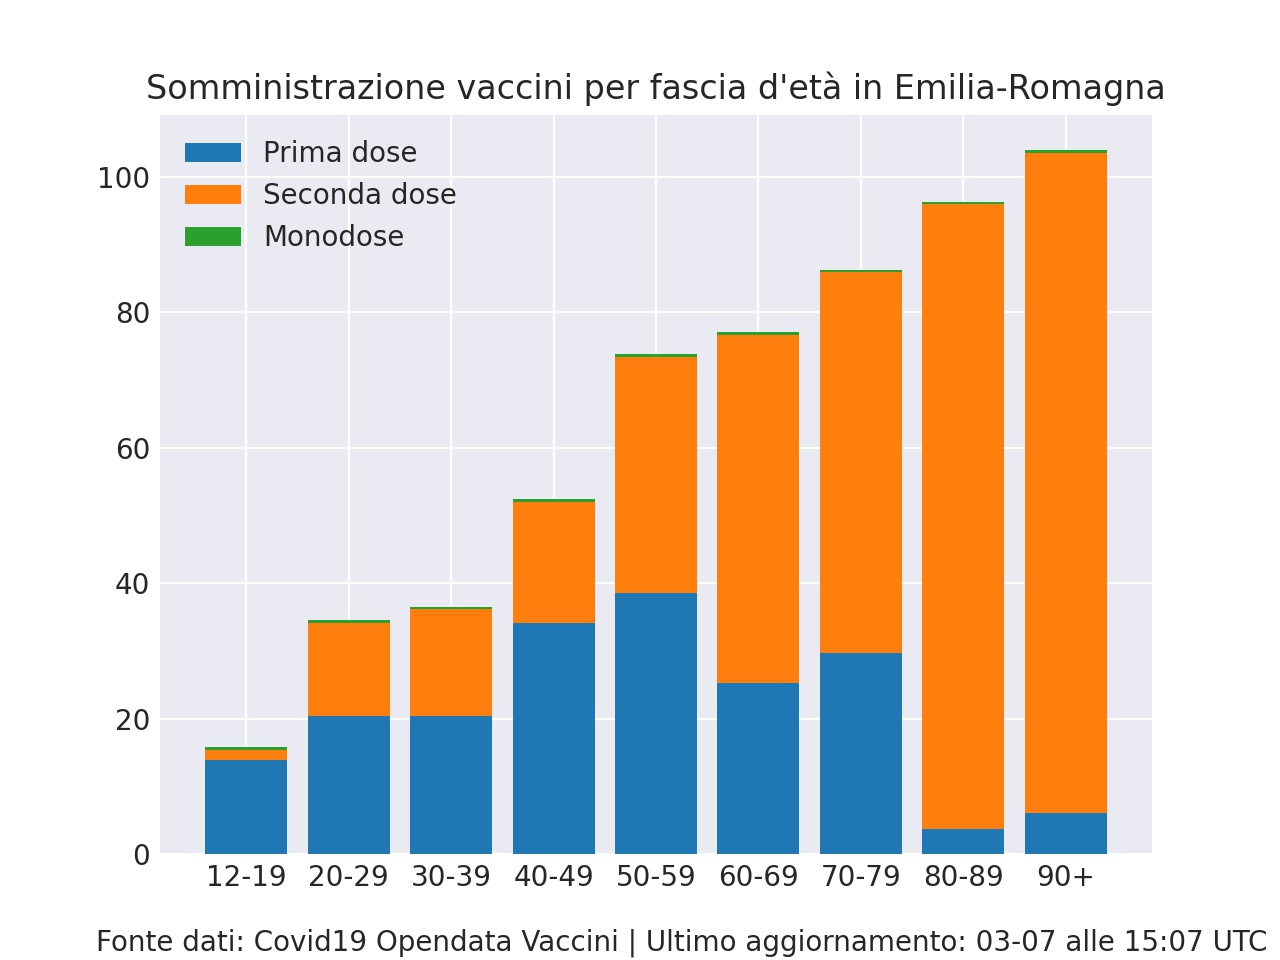 Somministrazione vaccini per fascia d'età in Emilia-Romagna
Prima dose
Seconda dose
Monodose
100
80
60
40
20
0
12-19 20-29 30-39 40-49 50-59 60-69 70-79 80-89 90+
Fonte dati: Covid19 Opendata Vaccini | Ultimo aggiornamento: 03-07 alle 15:07 UTC